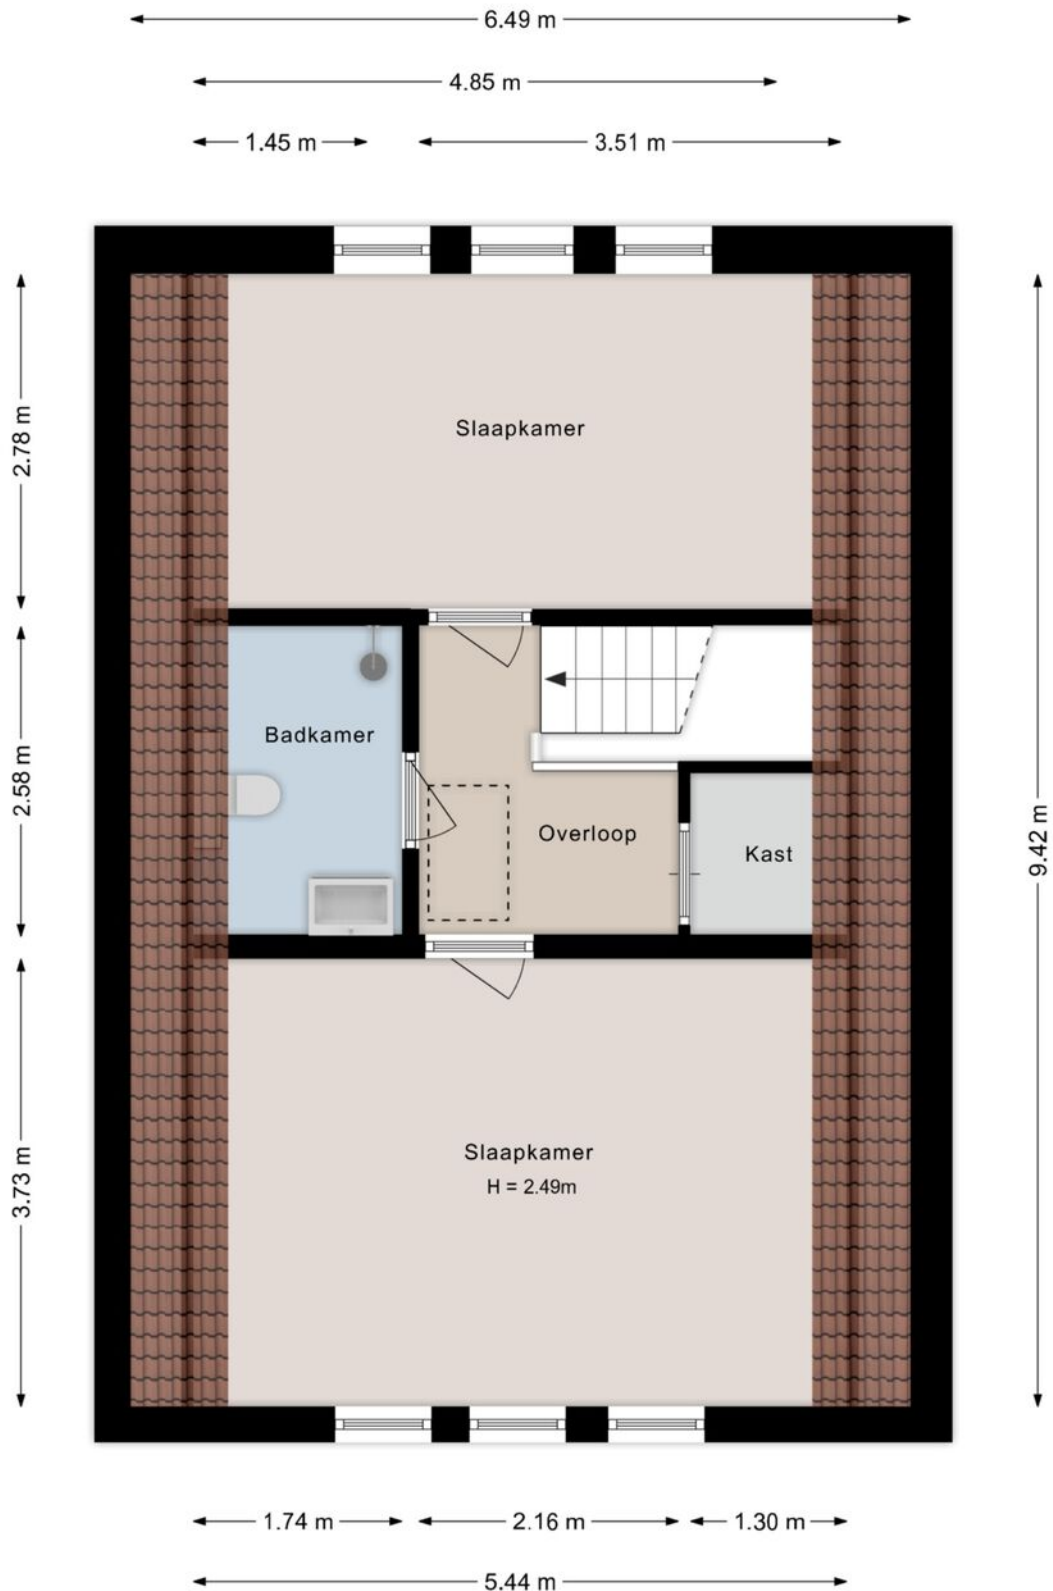 6.49 m
4.85 m
1.45 m
3.51 m
2.78 m
Slaapkamer
2.58 m
Badkamer
Overloop
Kast
9.42 m
3.73 m
Slaapkamer
H = 2.49m
1.74 m
2.16 m
1.30 m
5.44 m